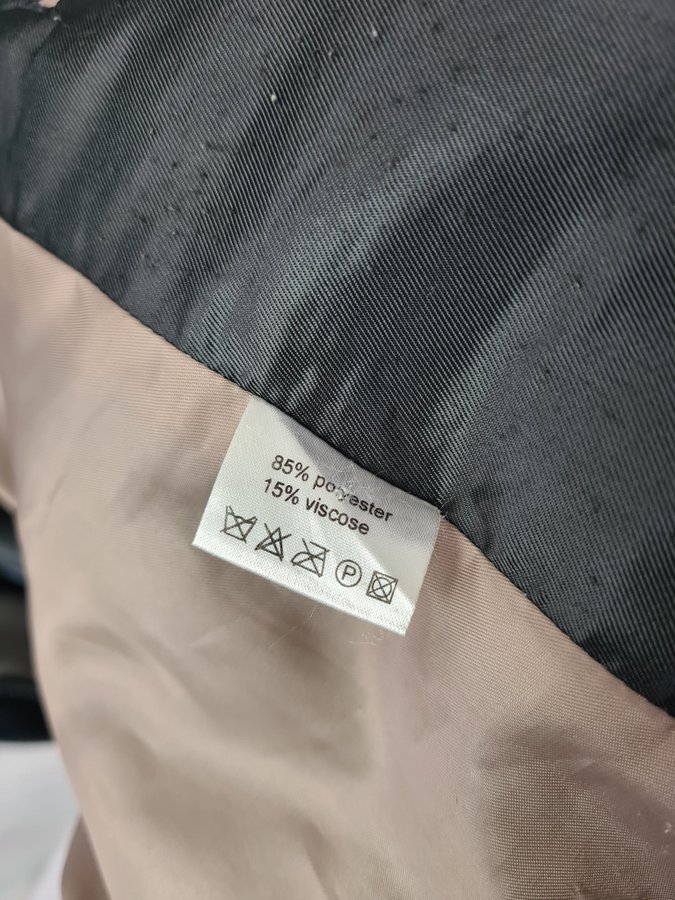 85% polyester
15% viscose
P